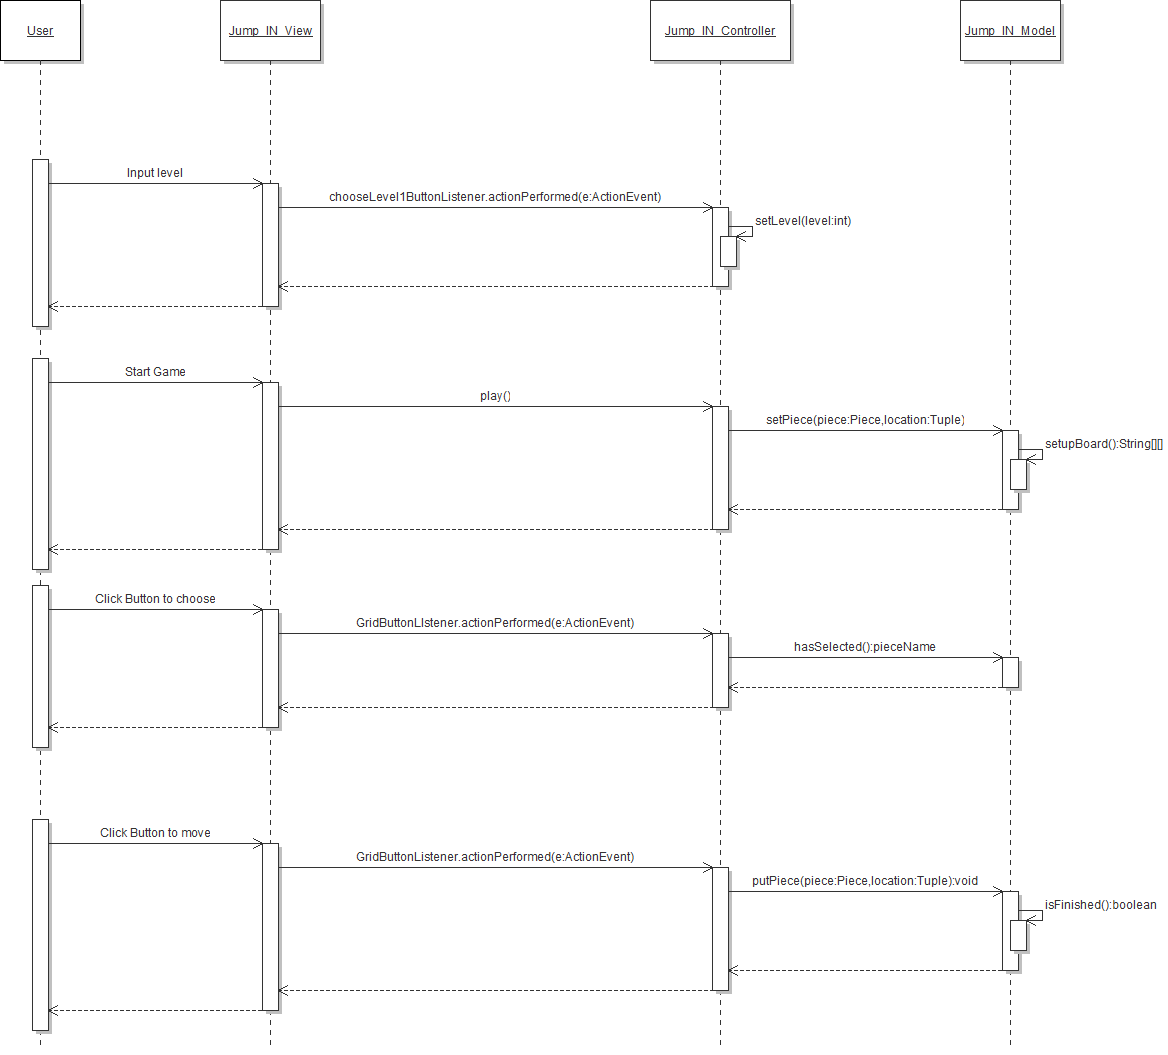 User
Jump_IN_View
Jump_IN_Controller
Jump_IN_Model
Input level
chooseLevel1ButtonListener.actionPerformed(e:ActionEvent)
setLevel(level:int)
Start Game
play()
setPiece(piece:Piece,location:Tuple)
setupBoard():String[][]
Click Button to choose
GridButtonLIstener.actionPerformed(e:ActionEvent)
hasSelected():pieceName
Click Button to move
GridButtonListener.actionPerformed(e:ActionEvent)
putPiece(piece:Piece,location:Tuple):void
isFinished():boolean